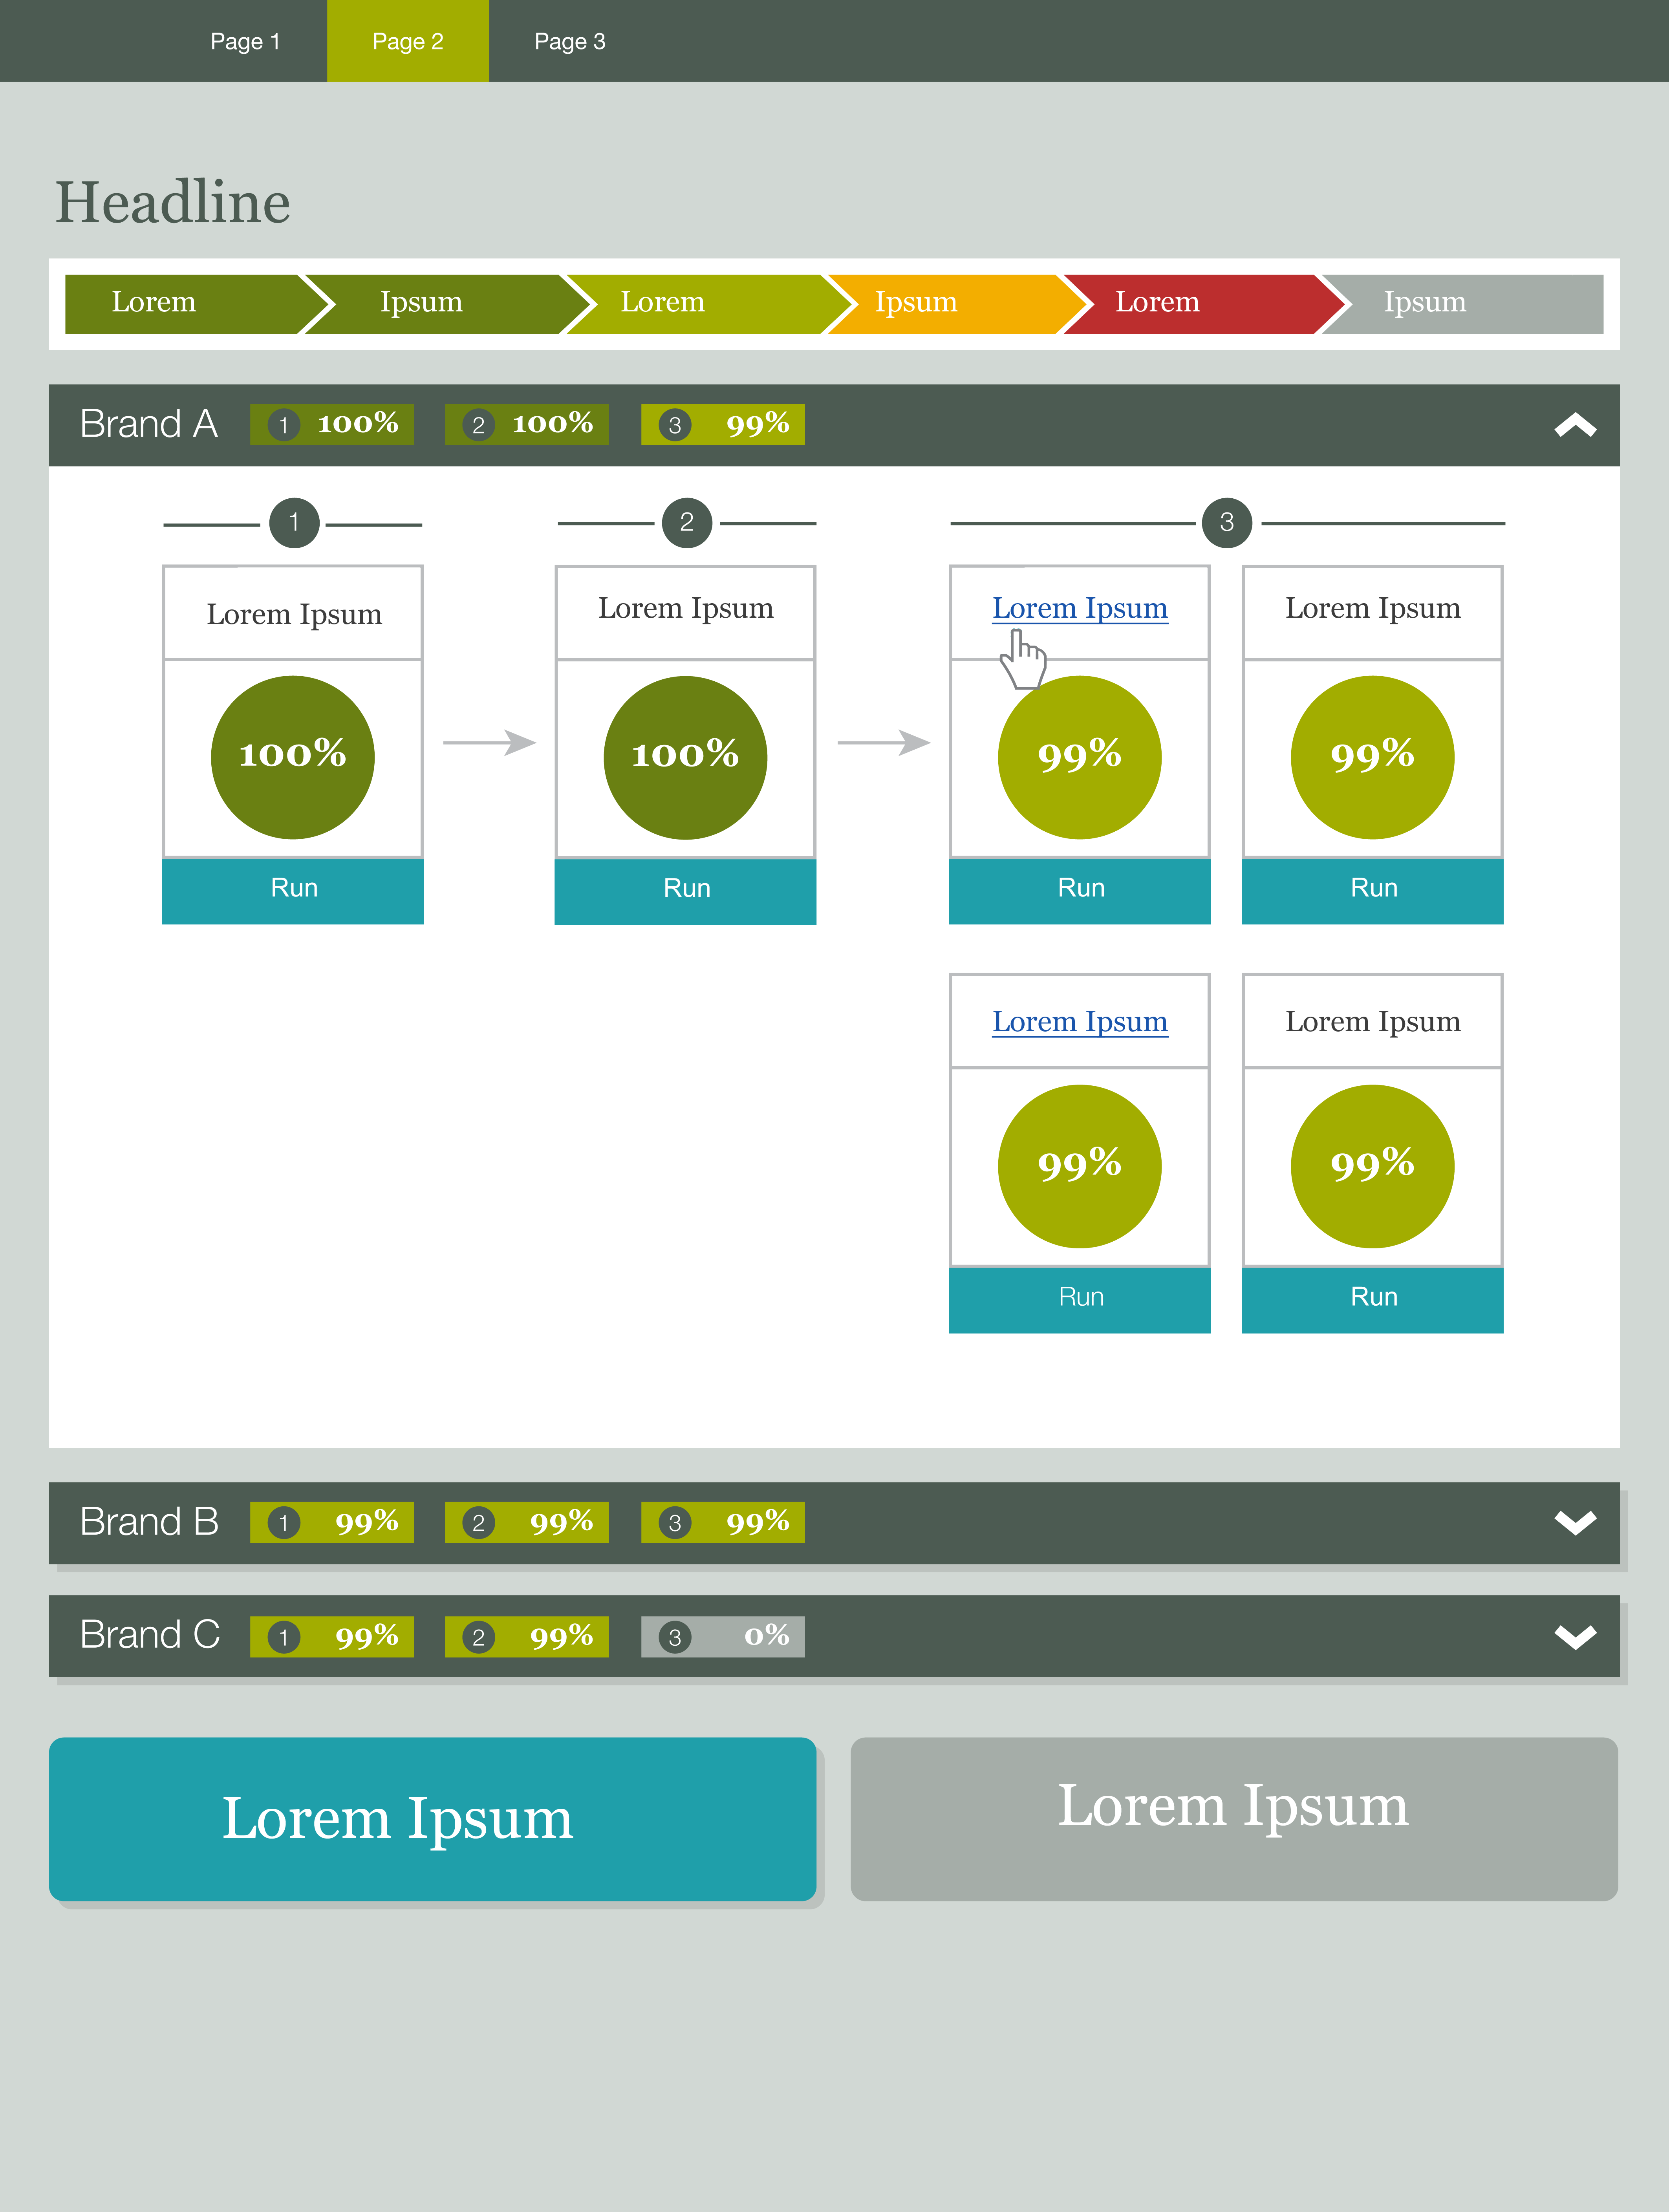 Page 1 Page 2 Page 3
Headline
Lorem Ipsum Lorem Ipsum Lorem Ipsum
Brand A 1 100% 2 100% 3 99%
1 2 3
Lorem Ipsum Lorem Ipsum Lorem Ipsum Lorem Ipsum
100% 100% 99% 99%
Run Run Run Run
Lorem Ipsum Lorem Ipsum
99% 99%
Run Run
Brand B 1 99% 2 99% 3 99%
Brand C 1 99% 2 99% 3 0%
Lorem Ipsum Lorem Ipsum